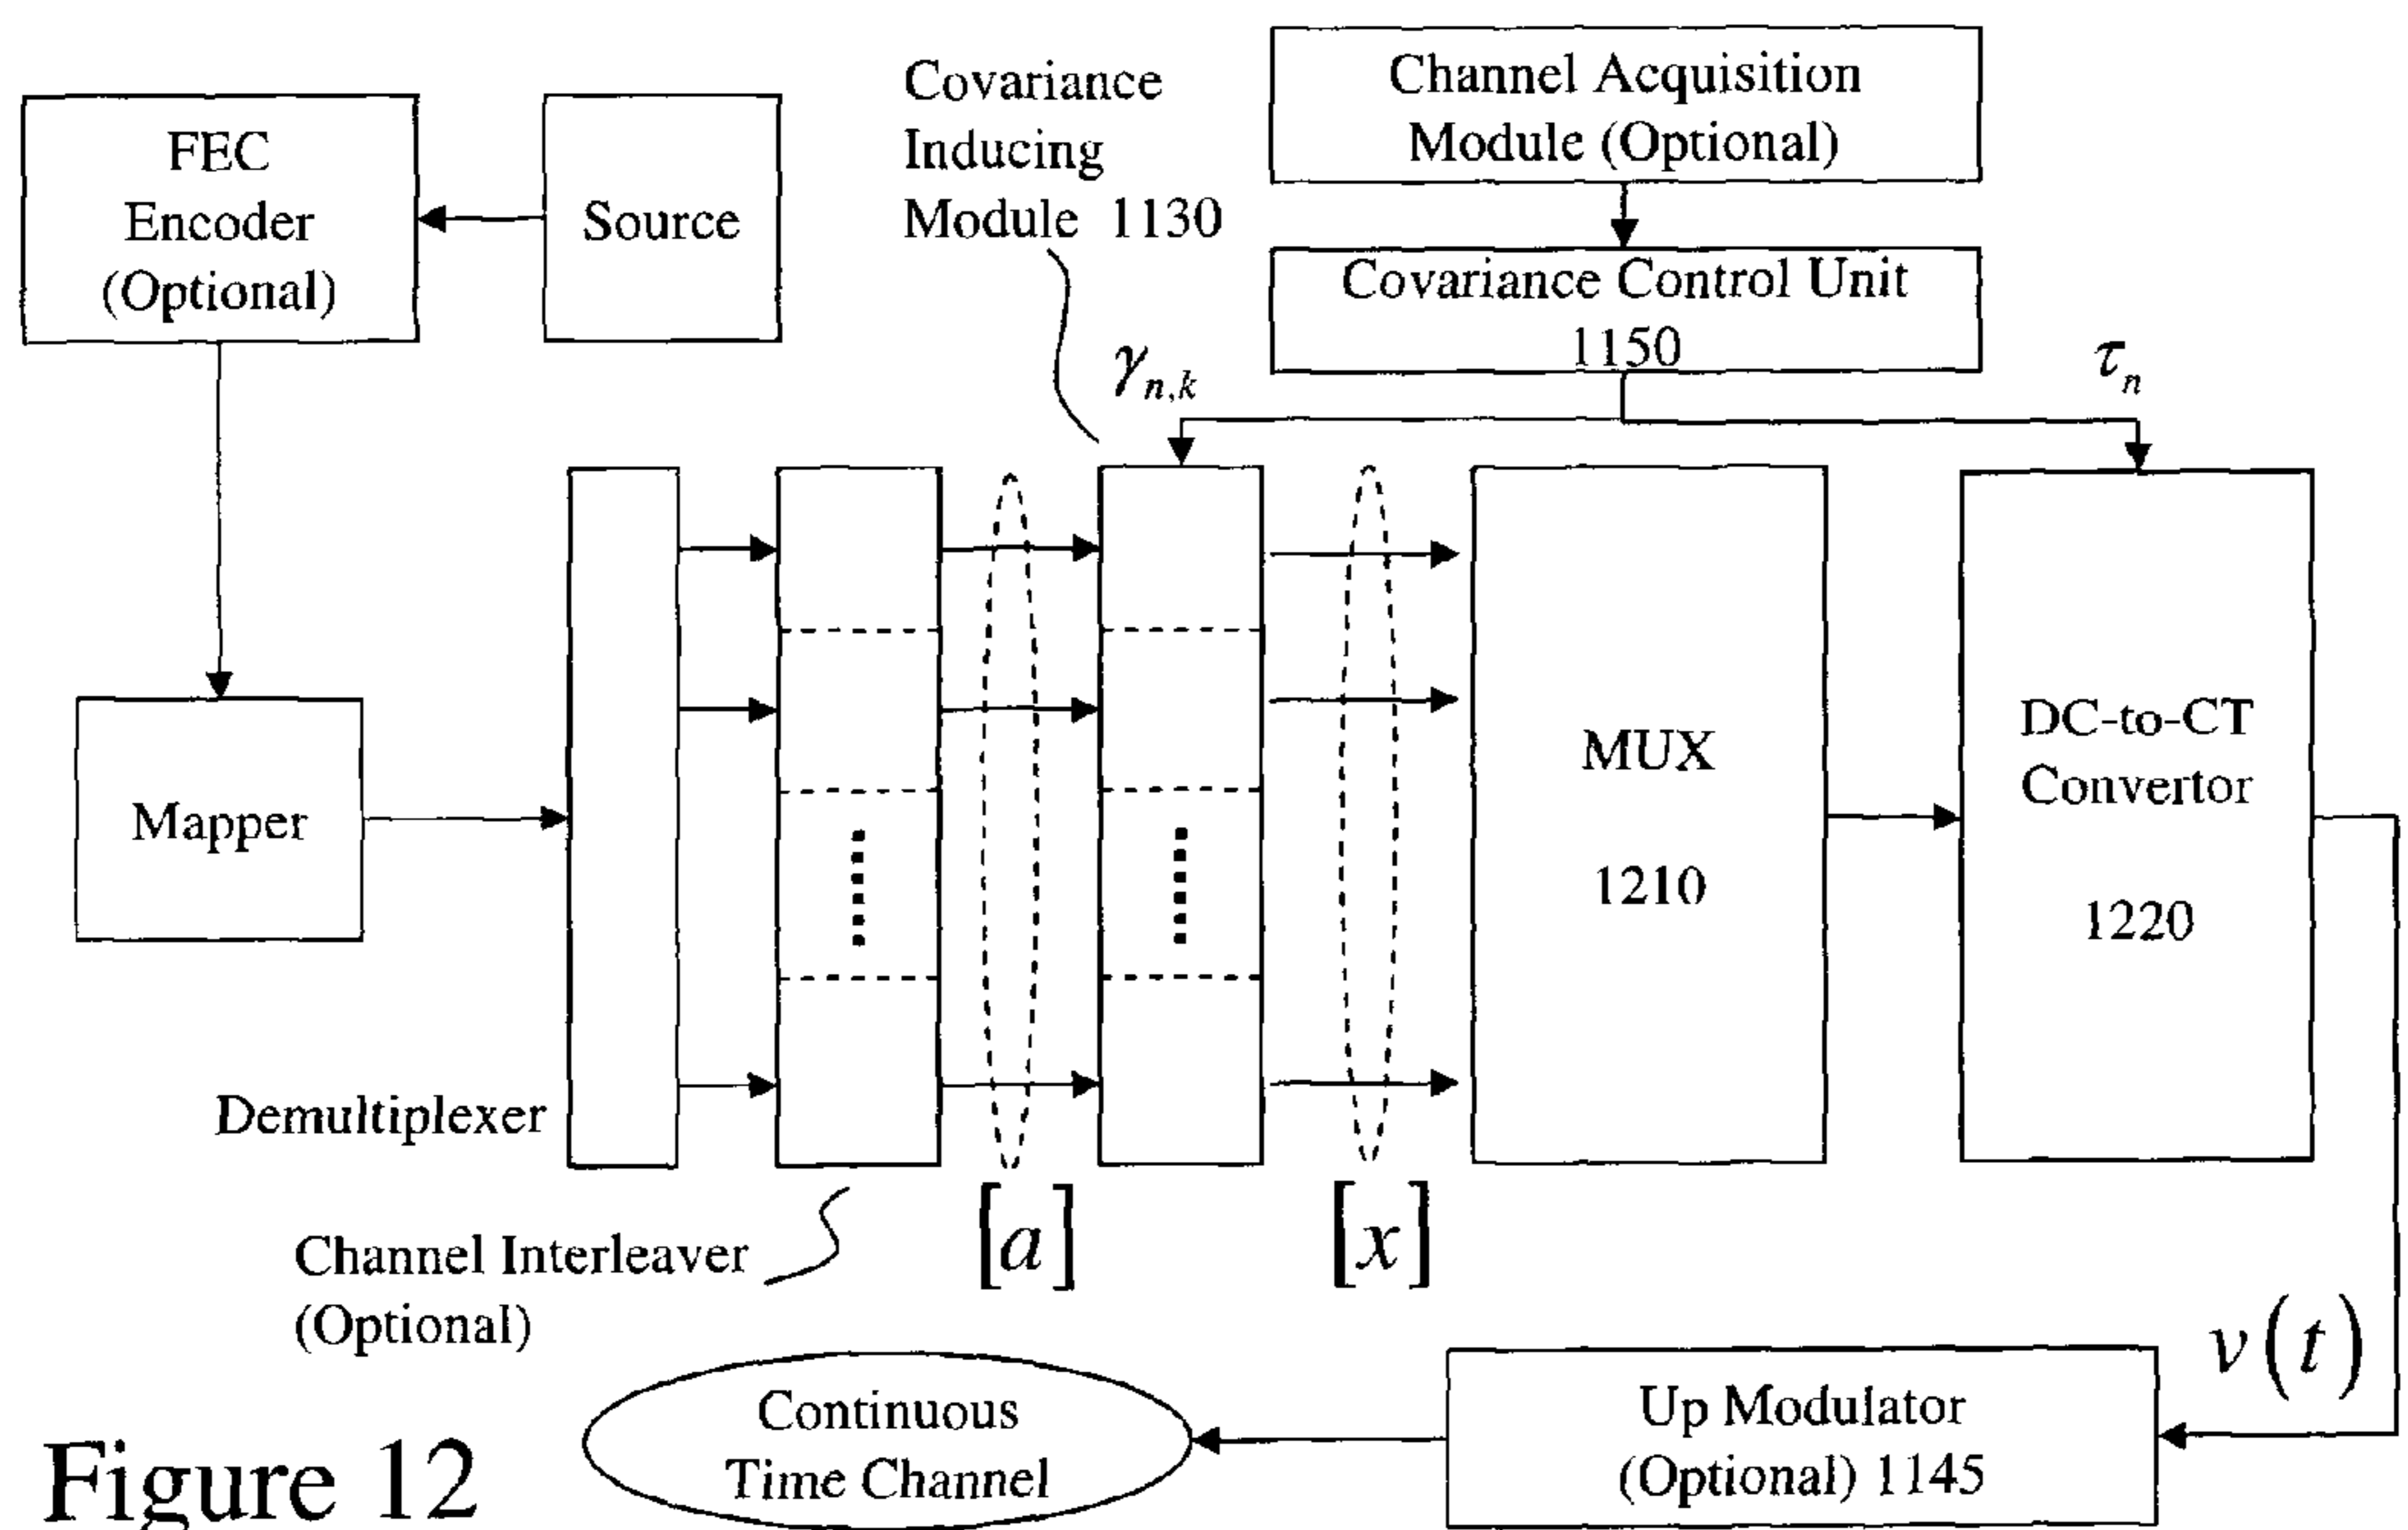 FEC
Encoder
(Optional)
Source
Covariance
Inducing
Module 1130
Channel Acquisition
Module (Optional)
Covariance Control Unit
1150
γn,k
τn
Mapper
Demultiplexer
MUX
1210
DC-to-CT
Convertor
1220
Channel Interleaver
(Optional)
[a]
[x]
v(t)
Continuous
Time Channel
Up Modulator
(Optional) 1145
Figure 12